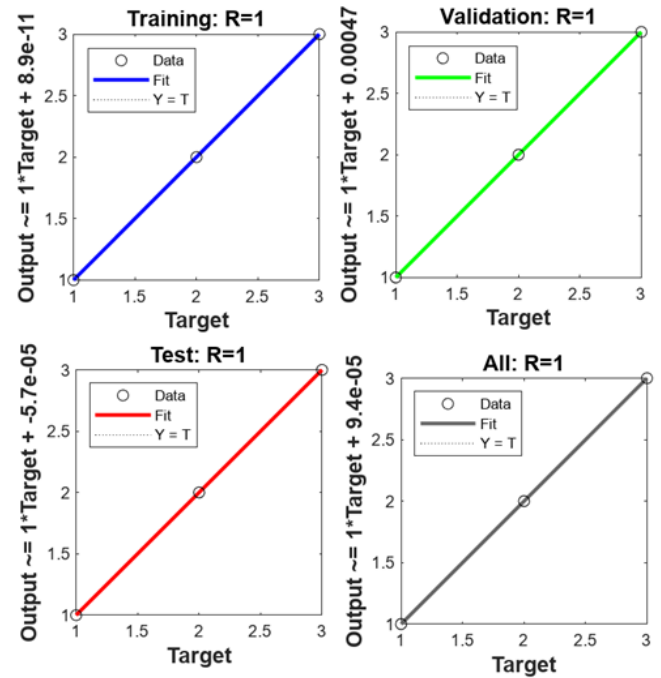 Training: R=1
Output ~= 1*Target + 8.9e-11
3
2.5
2
1.5
1
Data
Fit
Y = T
1
1.5
2
2.5
3
Target
Validation: R=1
Output ~= 1*Target + 0.00047
3
2.5
2
1.5
1
Data
Fit
Y = T
1
1.5
2
2.5
3
Target
Test: R=1
Output ~= 1*Target + -5.7e-05
3
2.5
2
1.5
1
Data
Fit
Y = T
1
1.5
2
2.5
3
Target
All: R=1
Output ~= 1*Target + 9.4e-05
3
2.5
2
1.5
1
Data
Fit
Y = T
1
1.5
2
2.5
3
Target